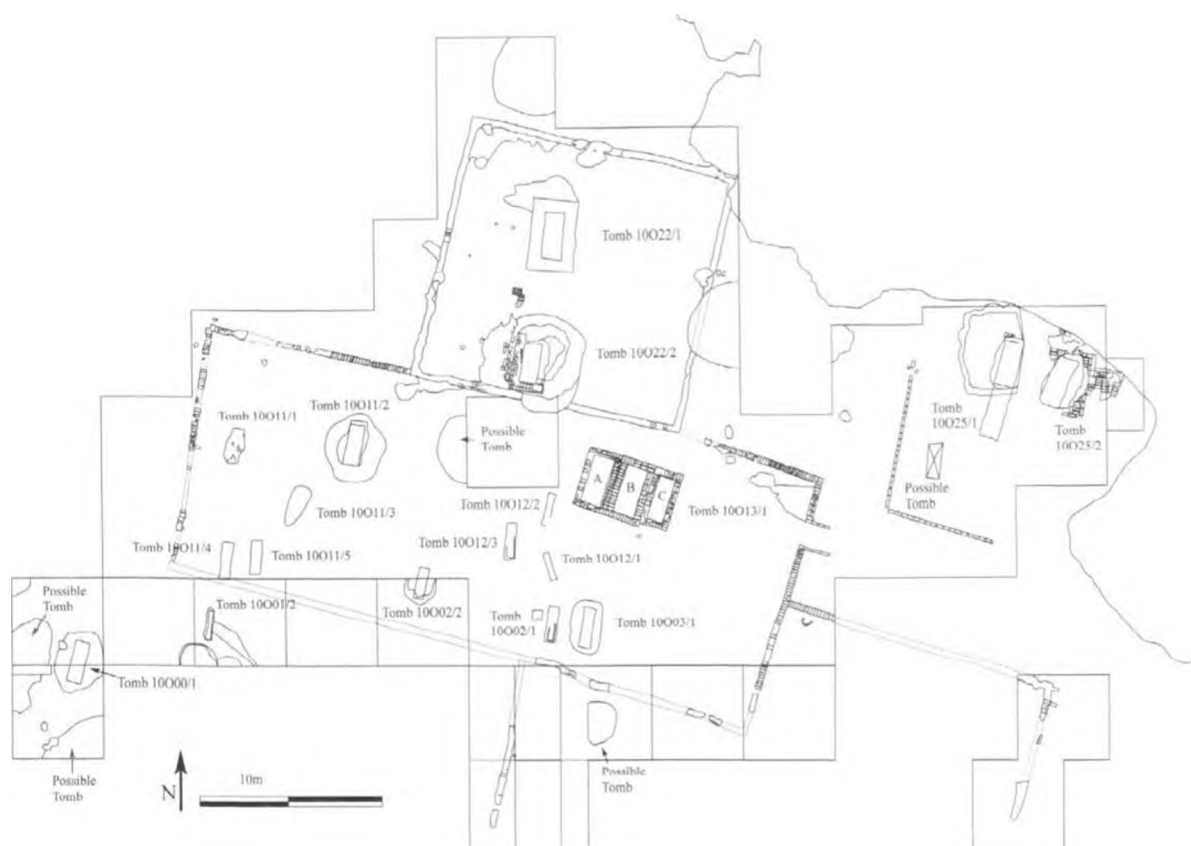 Tomb 10O22/1
Tomb 10O22/2
Tomb 10O11/2
Tomb 10O11/1
Possible
Tomb
Tomb
10O25/1
Tomb
10O25/2
A
B
C
Possible
Tomb
Tomb 10O11/3
Tomb 10O12/2
Tomb 10O13/1
Tomb 10O12/3
Tomb 10O11/4
Tomb 10O11/5
Tomb 10O12/1
Possible
Tomb
Tomb 10O01/2
Tomb 10O02/2
Tomb
10O02/1
Tomb 10O03/1
Tomb 10O00/1
Possible
Tomb
Possible
Tomb
N
10m